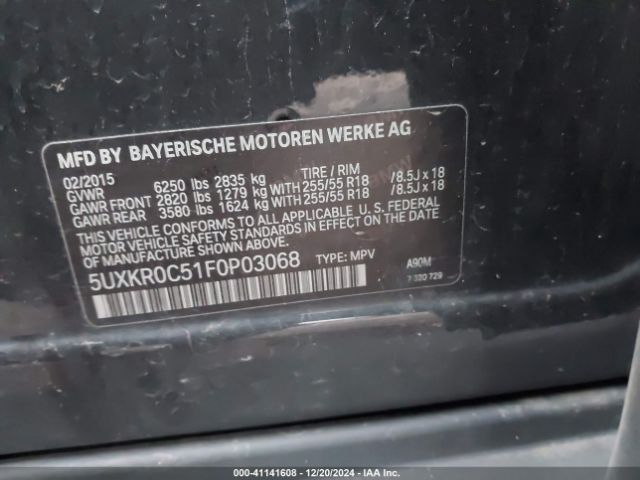 MFD BY BAYERISCHE MOTOREN WERKE AG
02/2015 TIRE / RIM
GVWR 6250 lbs 2835 kg
GAWR FRONT 2820 lbs 1279 kg WITH 255/55 R18 /8.5J x 18
GAWR REAR 3580 lbs 1624 kg WITH 255/55 R18 /8.5J x 18
THIS VEHICLE CONFORMS TO ALL APPLICABLE U.S. FEDERAL
MOTOR VEHICLE SAFETY STANDARDS IN EFFECT ON THE DATE
OF MANUFACTURE SHOWN ABOVE.
5UXKR0C51F0P03068 TYPE: MPV A90M
7 320 729
000-41141608 - 12/20/2024 - IAA Inc.